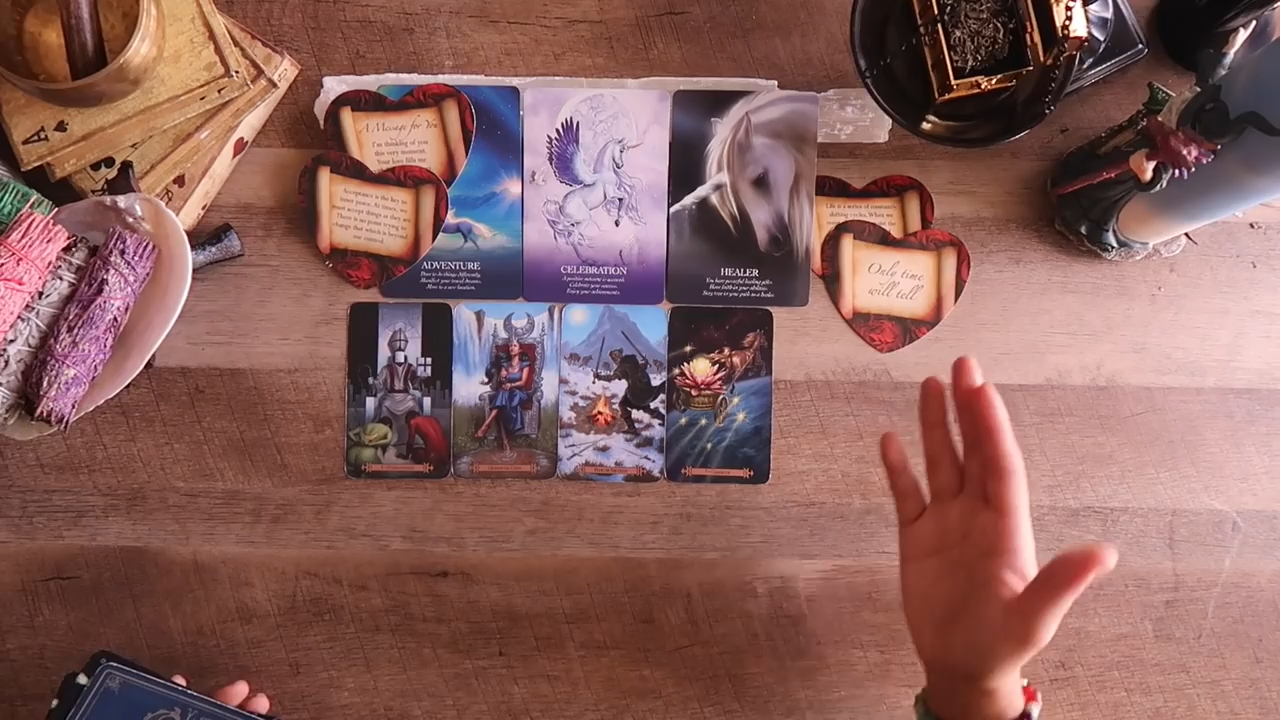 A Message for You
I'm thinking of you
this very moment.
Your love fills me
Acceptance is the key to
inner peace. At times, we
must accept things as they are
There is no point trying to
change that which is beyond
our control
ADVENTURE
Dare to do things differently.
Manifest your travel dreams.
Move to a new location.
CELEBRATION
A positive outcome is assured.
Celebrate your success.
Enjoy your achievements.
HEALER
You have powerful healing gifts.
Have faith in your abilities.
Stay true to your path as a healer.
Life is a series of constantly
shifting cycles. When we
Only time
will tell
A